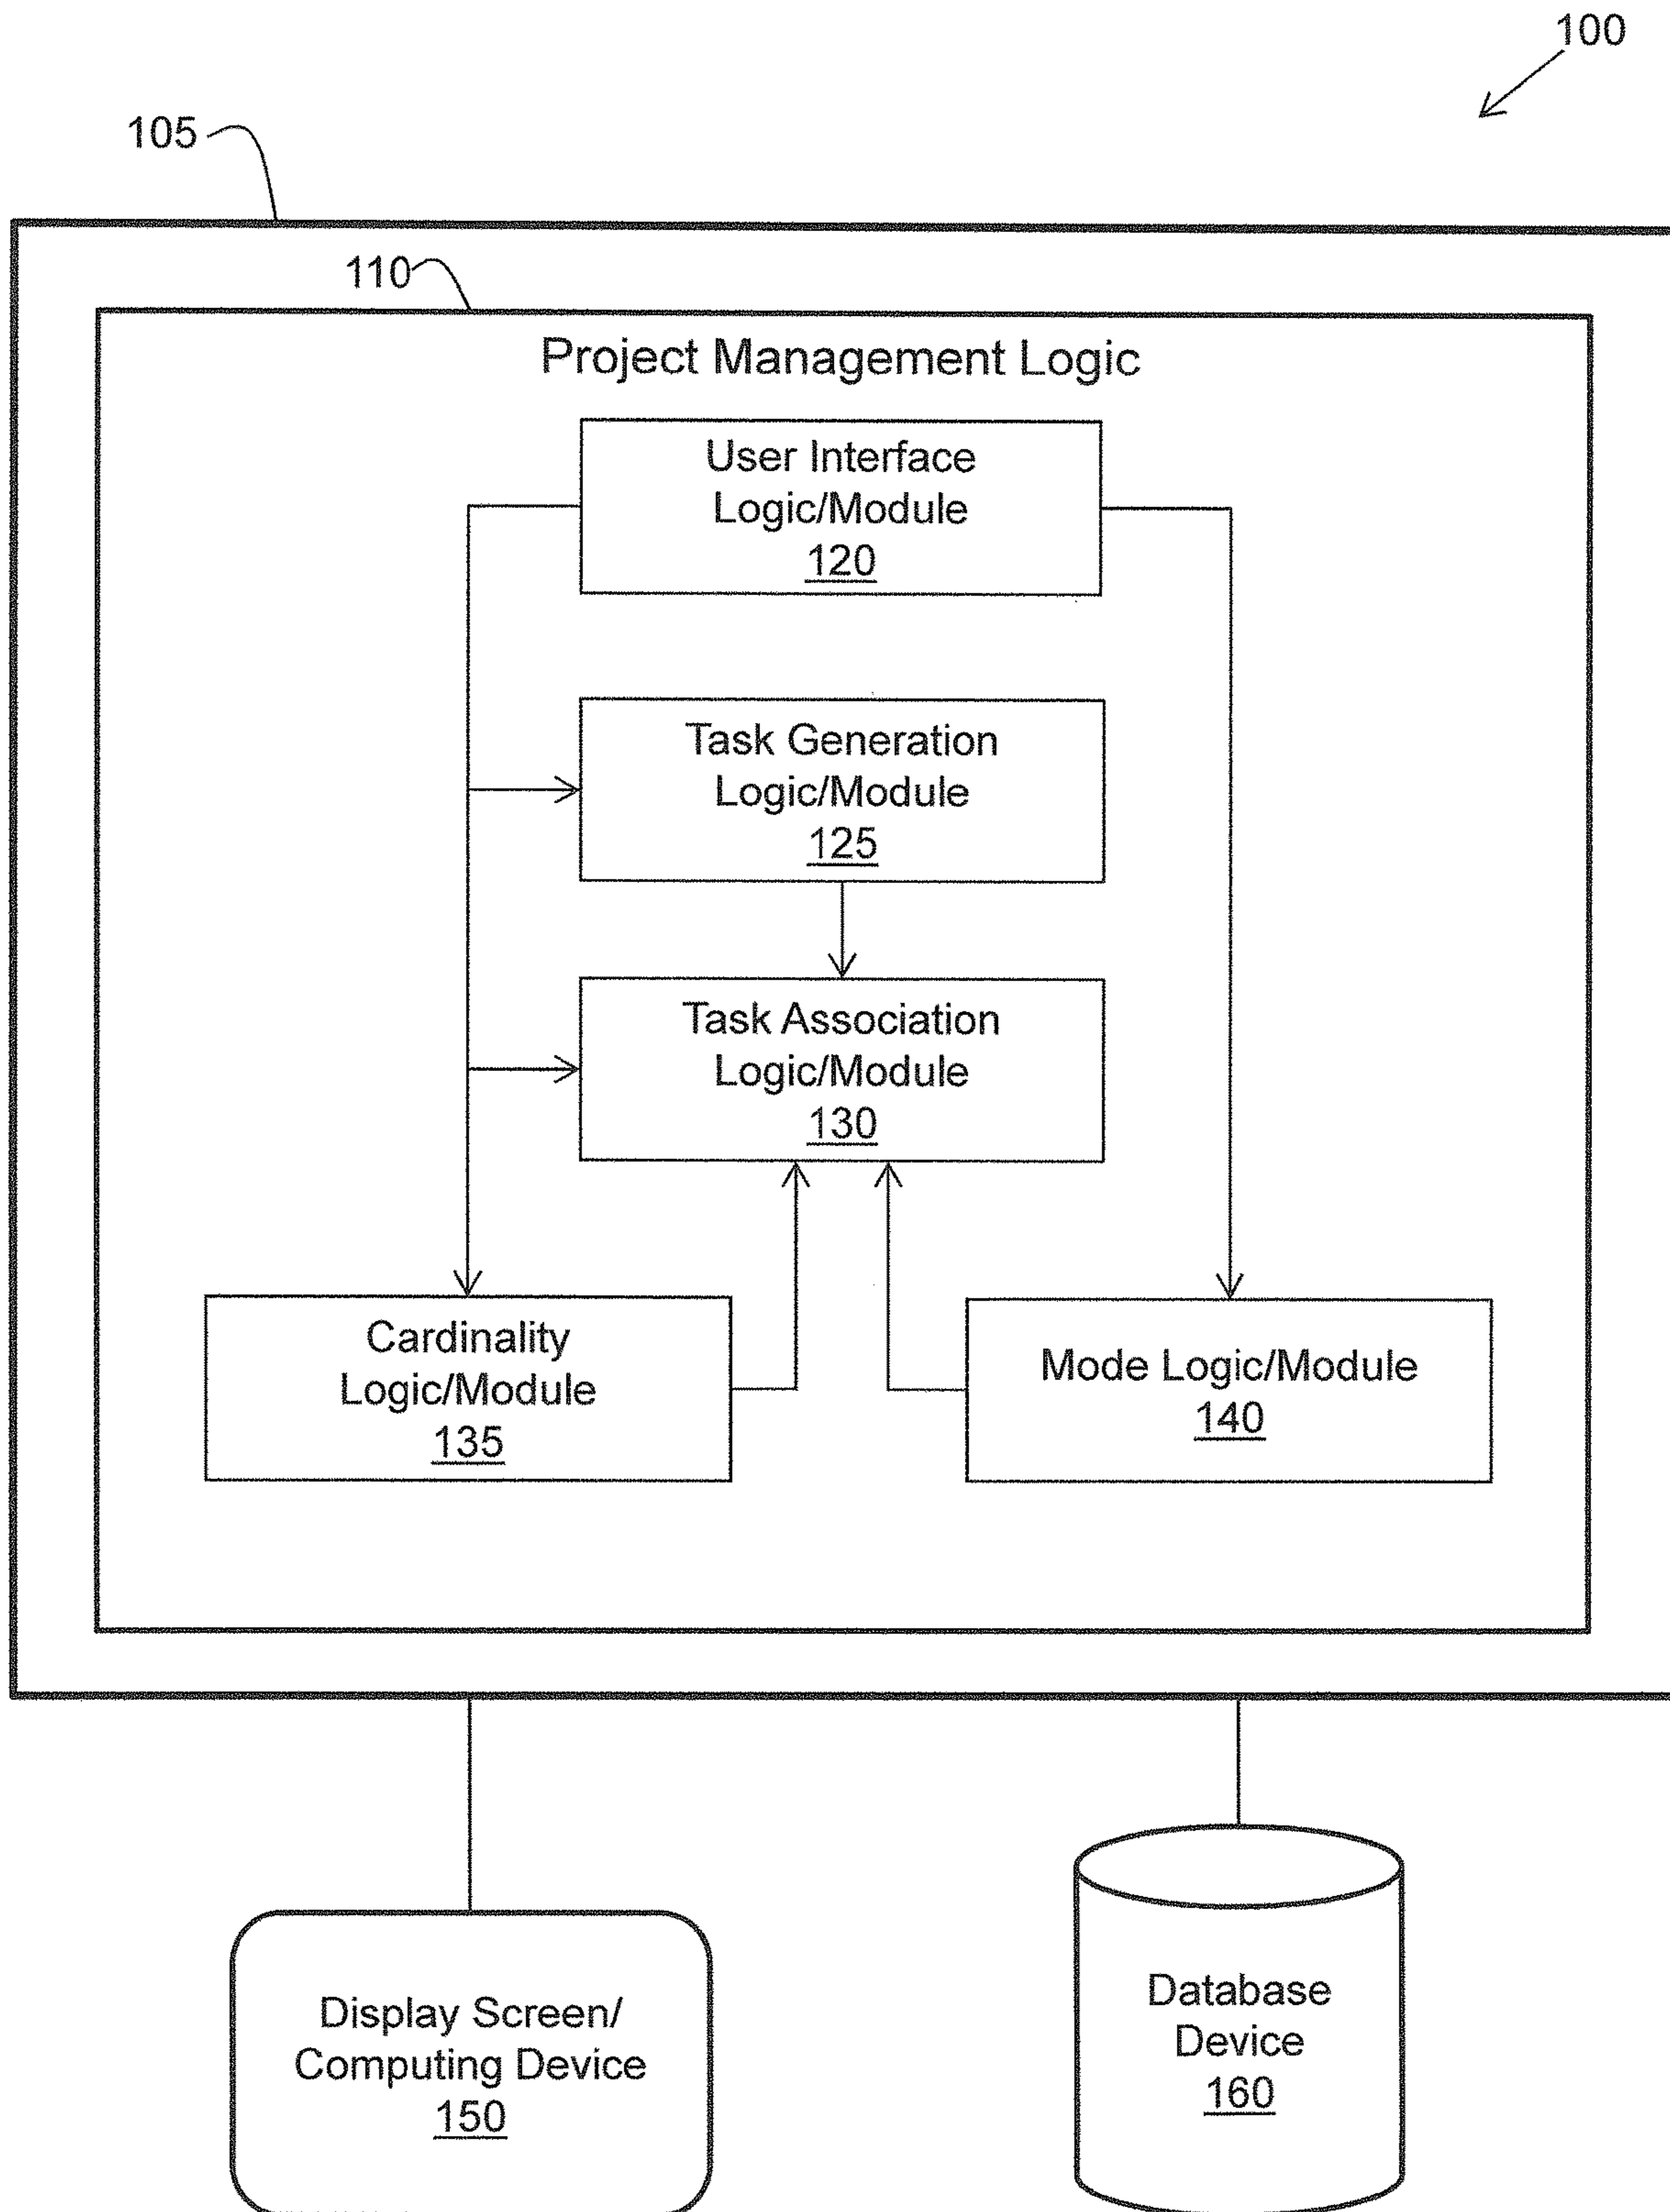 100
105
110
Project Management Logic
User Interface
Logic/Module
120
Task Generation
Logic/Module
125
Task Association
Logic/Module
130
Cardinality
Logic/Module
135
Mode Logic/Module
140
Display Screen/
Computing Device
150
Database
Device
160